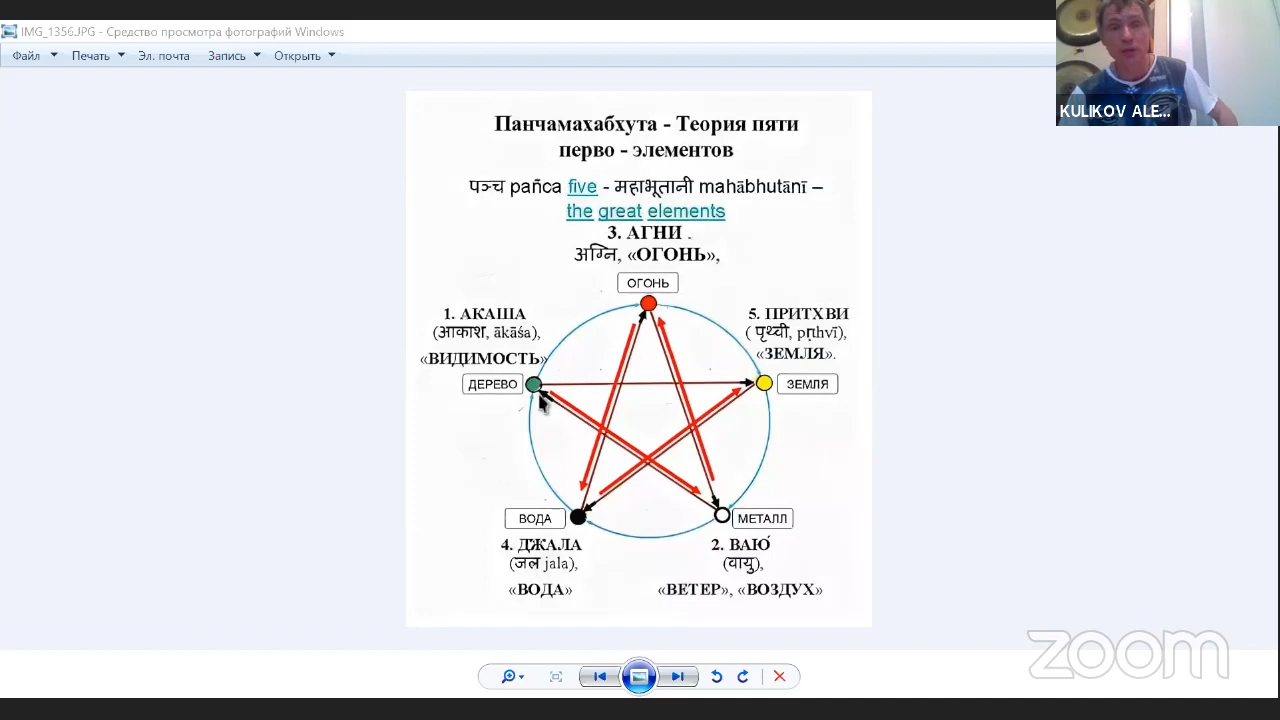 IMG_1356.JPG - Средство просмотра фотографий Windows
Файл Печать Эл. почта Запись Открыть
KULIKOV ALE...
Панчамахабхута - Теория пяти
перво - элементов
पञ्च pañca five - महाभूतानी mahābhutānī –
the great elements
3. АГНИ .
अग्नि, «ОГОНЬ»,
ОГОНЬ
1. АКАША
(आकाश, ākāśa),
«ВИДИМОСТЬ»
ДЕРЕВО
5. ПРИТХВИ
( पृथ्वी, pṛthvī),
«ЗЕМЛЯ».
ЗЕМЛЯ
ВОДА
4. ДЖАЛА
(जल jala),
«ВОДА»
МЕТАЛЛ
2. ВАЮ́
(वायु),
«ВЕТЕР», «ВОЗДУХ»
zoom